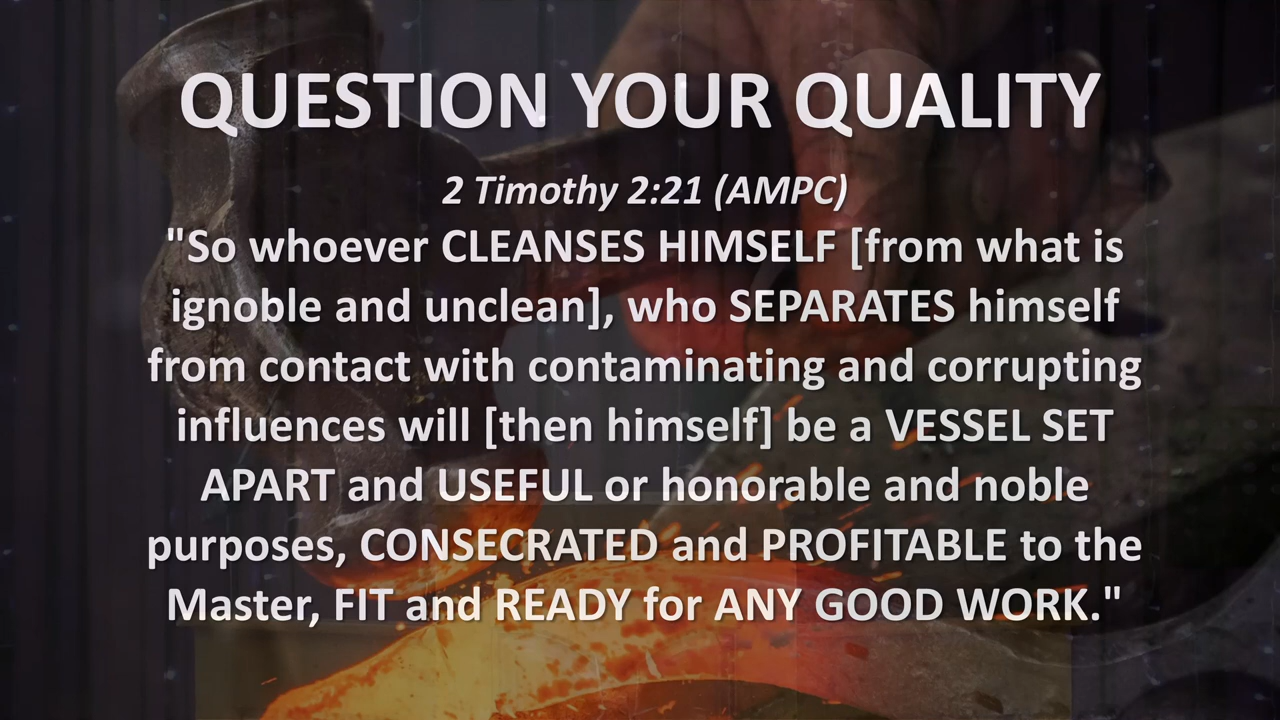 QUESTION YOUR QUALITY
2 Timothy 2:21 (AMPC)
"So whoever CLEANSES HIMSELF [from what is
ignoble and unclean], who SEPARATES himself
from contact with contaminating and corrupting
influences will [then himself] be a VESSEL SET
APART and USEFUL or honorable and noble
purposes, CONSECRATED and PROFITABLE to the
Master, FIT and READY for ANY GOOD WORK."